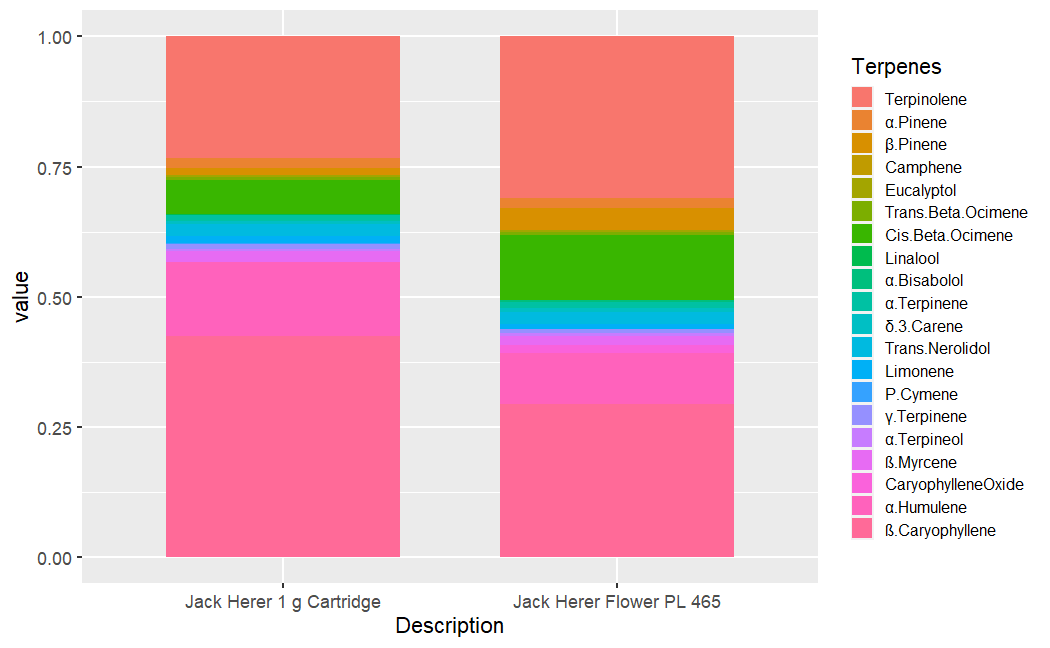 1.00
0.75
0.50
0.25
0.00
value
Jack Herer 1 g Cartridge
Jack Herer Flower PL 465
Description
Terpenes
Terpinolene
α.Pinene
β.Pinene
Camphene
Eucalyptol
Trans.Beta.Ocimene
Cis.Beta.Ocimene
Linalool
α.Bisabolol
α.Terpinene
δ.3.Carene
Trans.Nerolidol
Limonene
P.Cymene
γ.Terpinene
α.Terpineol
ß.Myrcene
CaryophylleneOxide
α.Humulene
ß.Caryophyllene